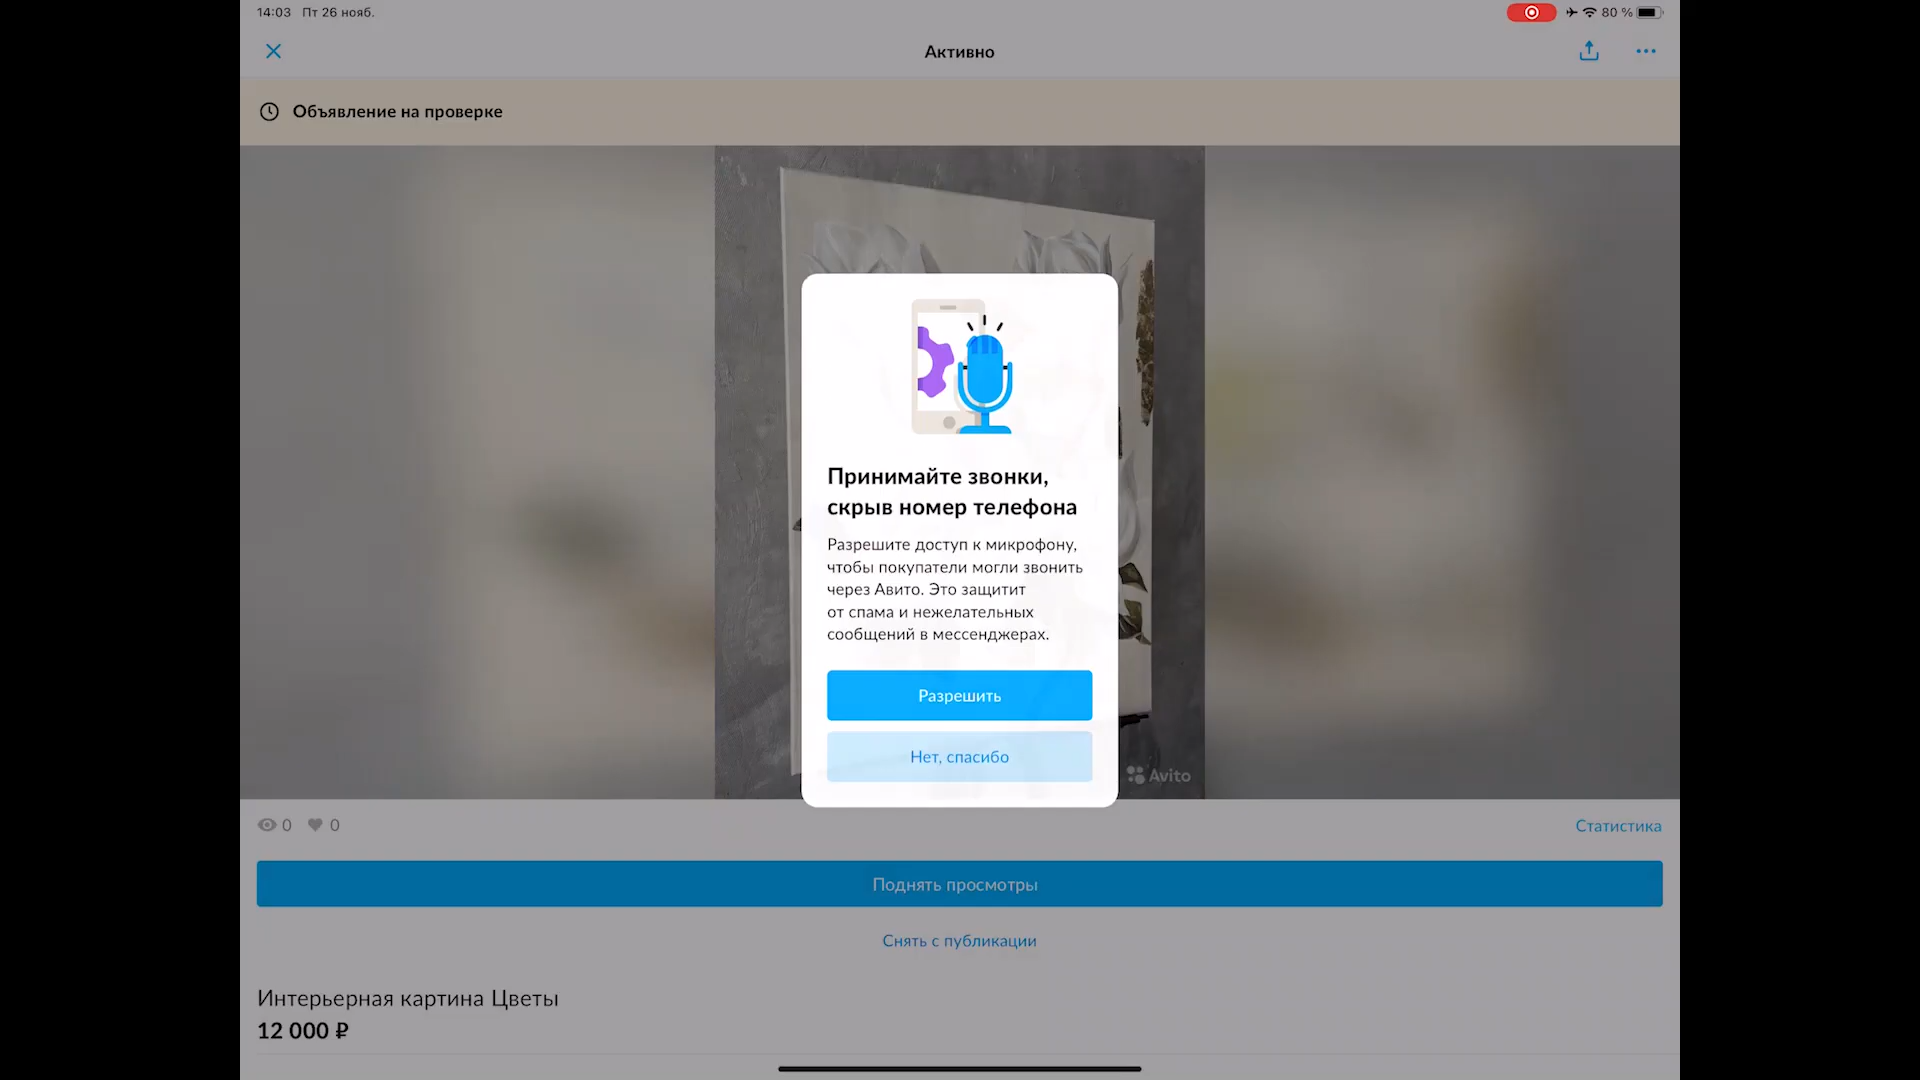 14:03 Пт 26 нояб.
80 %
Активно
Объявление на проверке
Принимайте звонки,
скрыв номер телефона
Разрешите доступ к микрофону,
чтобы покупатели могли звонить
через Авито. Это защитит
от спама и нежелательных
сообщений в мессенджерах.
Разрешить
Нет, спасибо
Avito
0 0
Статистика
Поднять просмотры
Снять с публикации
Интерьерная картина Цветы
12 000 ₽